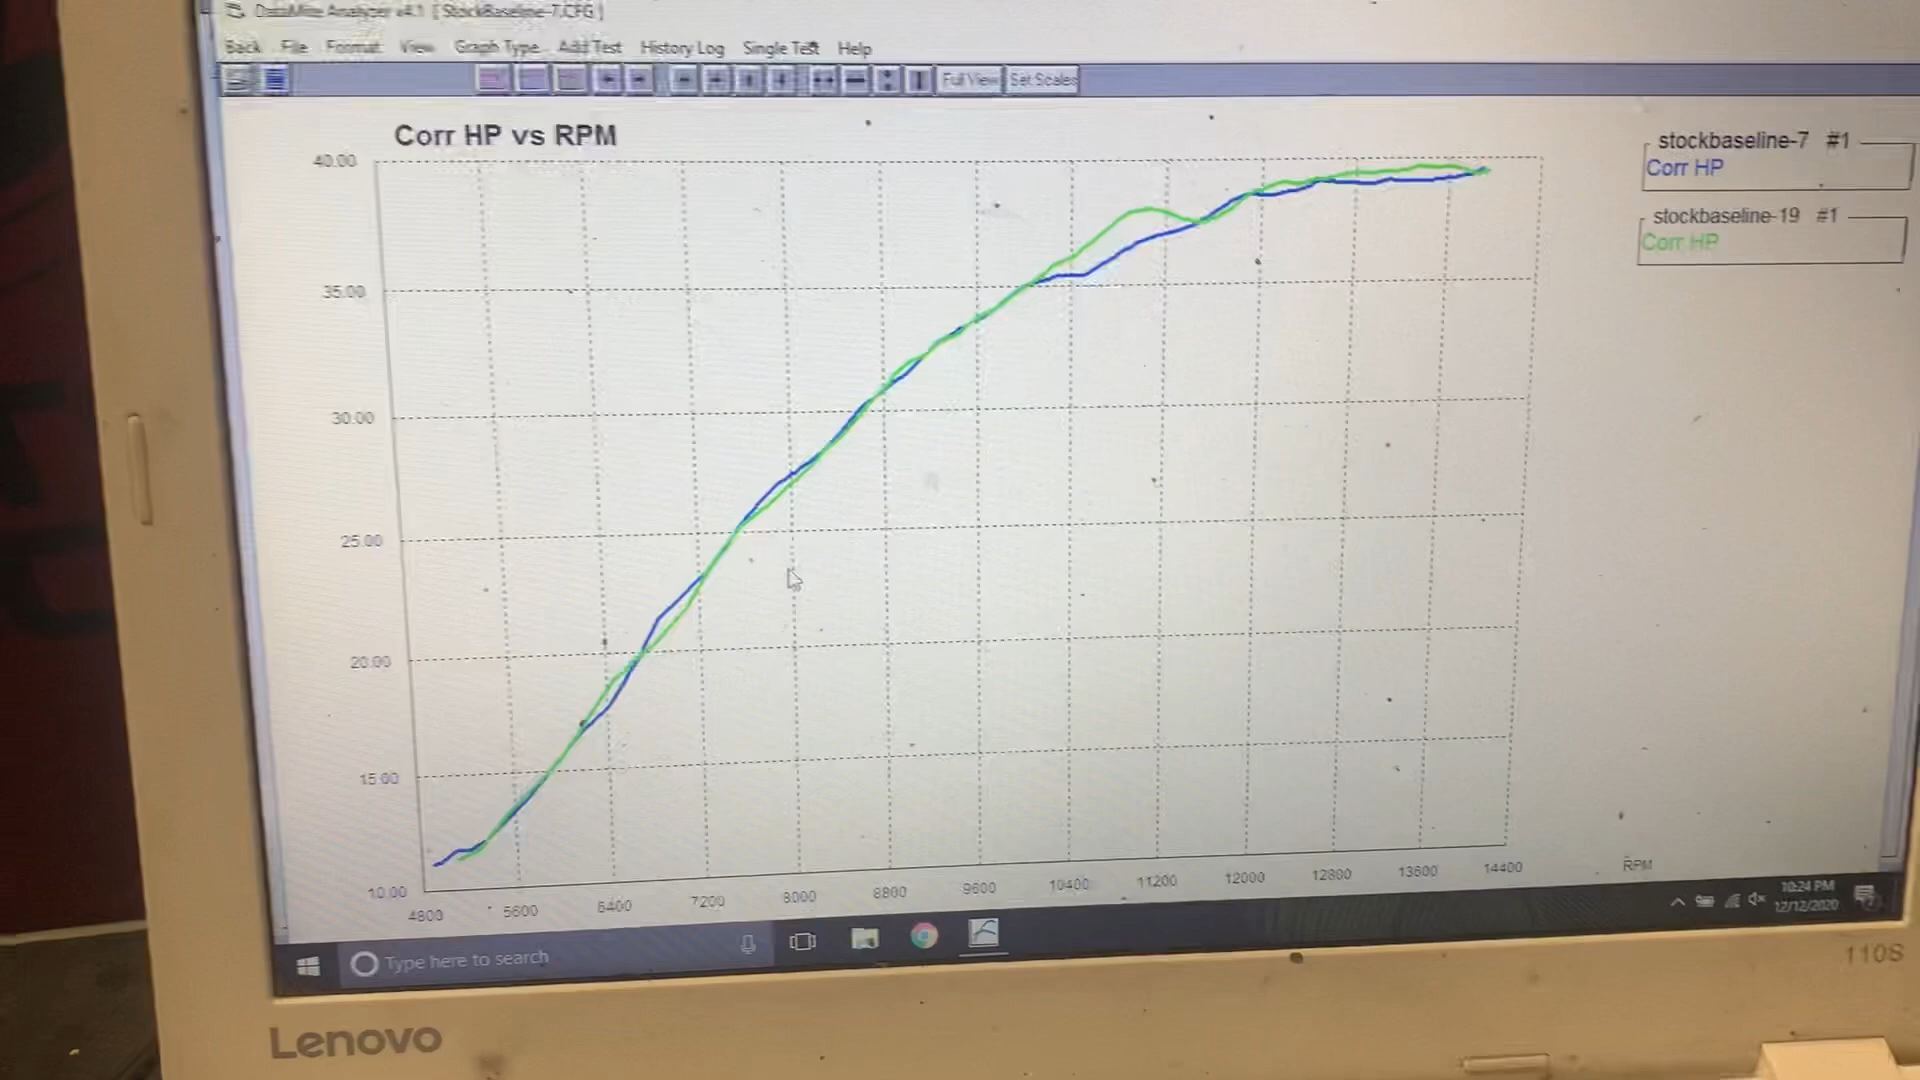 DataMite Analyzer v4.1 [ StockBaseline-7.CFG ]
Back File Format View Graph Type Add Test History Log Single Test Help
Full View Set Scales
Corr HP vs RPM
stockbaseline-7 #1
Corr HP
stockbaseline-19 #1
Corr HP
40.00
35.00
30.00
25.00
20.00
15.00
10.00
4800 5600 6400 7200 8000 8800 9600 10400 11200 12000 12800 13600 14400 RPM
Type here to search
10:24 PM
12/12/2020
110S
Lenovo